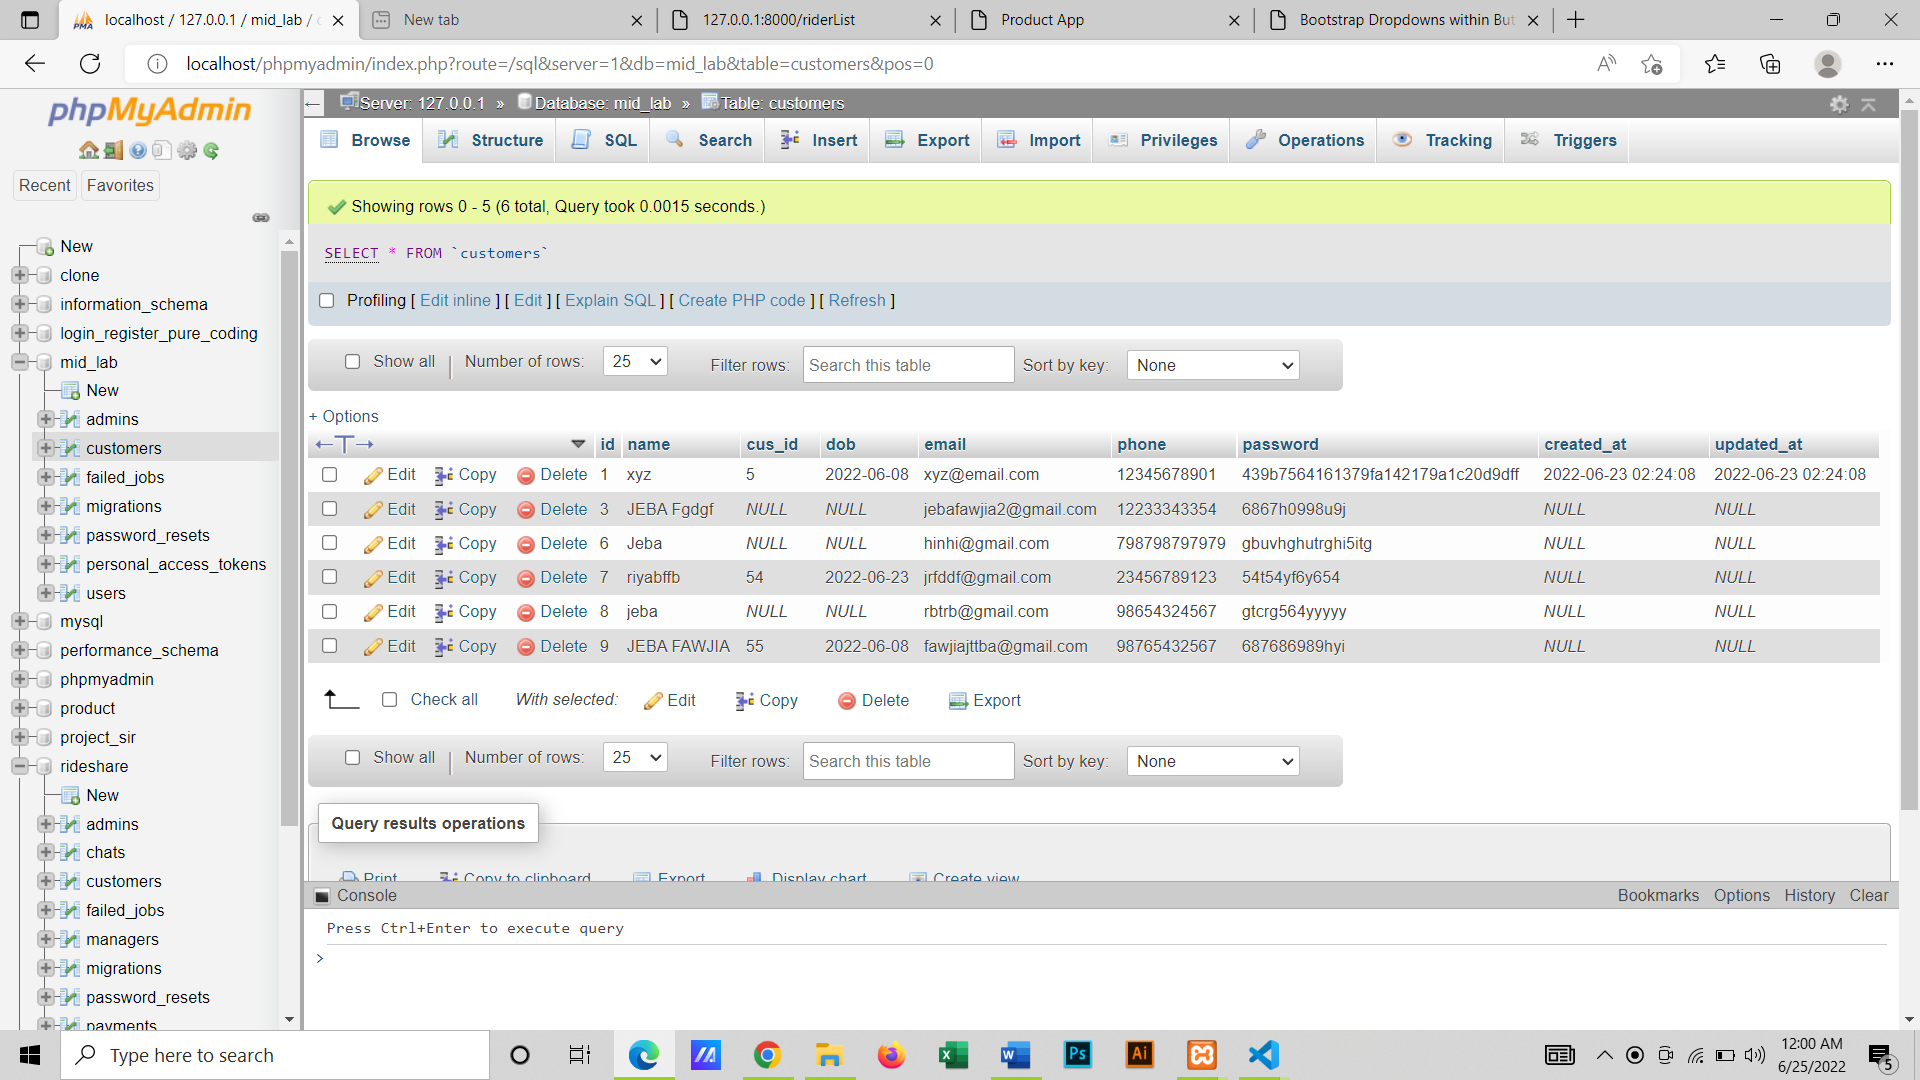 localhost / 127.0.0.1 / mid_lab / c
New tab
127.0.0.1:8000/riderList
Product App
Bootstrap Dropdowns within But
localhost/phpmyadmin/index.php?route=/sql&server=1&db=mid_lab&table=customers&pos=0
phpMyAdmin
Recent Favorites
New
clone
information_schema
login_register_pure_coding
mid_lab
New
admins
customers
failed_jobs
migrations
password_resets
personal_access_tokens
users
mysql
performance_schema
phpmyadmin
product
project_sir
rideshare
New
admins
chats
customers
failed_jobs
managers
migrations
password_resets
payments
Server: 127.0.0.1 » Database: mid_lab » Table: customers
Browse Structure SQL Search Insert Export Import Privileges Operations Tracking Triggers
Showing rows 0 - 5 (6 total, Query took 0.0015 seconds.)
SELECT * FROM `customers`
Profiling [ Edit inline ] [ Edit ] [ Explain SQL ] [ Create PHP code ] [ Refresh ]
Show all | Number of rows: 25 Filter rows: Search this table Sort by key: None
+ Options
←T→ id name cus_id dob email phone password created_at updated_at
Edit Copy Delete 1 xyz 5 2022-06-08 xyz@email.com 12345678901 439b7564161379fa142179a1c20d9dff 2022-06-23 02:24:08 2022-06-23 02:24:08
Edit Copy Delete 3 JEBA Fgdgf NULL NULL jebafawjia2@gmail.com 12233343354 6867h0998u9j NULL NULL
Edit Copy Delete 6 Jeba NULL NULL hinhi@gmail.com 798798797979 gbuvhghutrghi5itg NULL NULL
Edit Copy Delete 7 riyabffb 54 2022-06-23 jrfddf@gmail.com 23456789123 54t54yf6y654 NULL NULL
Edit Copy Delete 8 jeba NULL NULL rbtrb@gmail.com 98654324567 gtcrg564yyyyy NULL NULL
Edit Copy Delete 9 JEBA FAWJIA 55 2022-06-08 fawjiajttba@gmail.com 98765432567 687686989hyi NULL NULL
Check all With selected: Edit Copy Delete Export
Show all | Number of rows: 25 Filter rows: Search this table Sort by key: None
Query results operations
Print Copy to clipboard Export Display chart Create view
Console Bookmarks Options History Clear
Press Ctrl+Enter to execute query
>
Type here to search
12:00 AM
6/25/2022
5